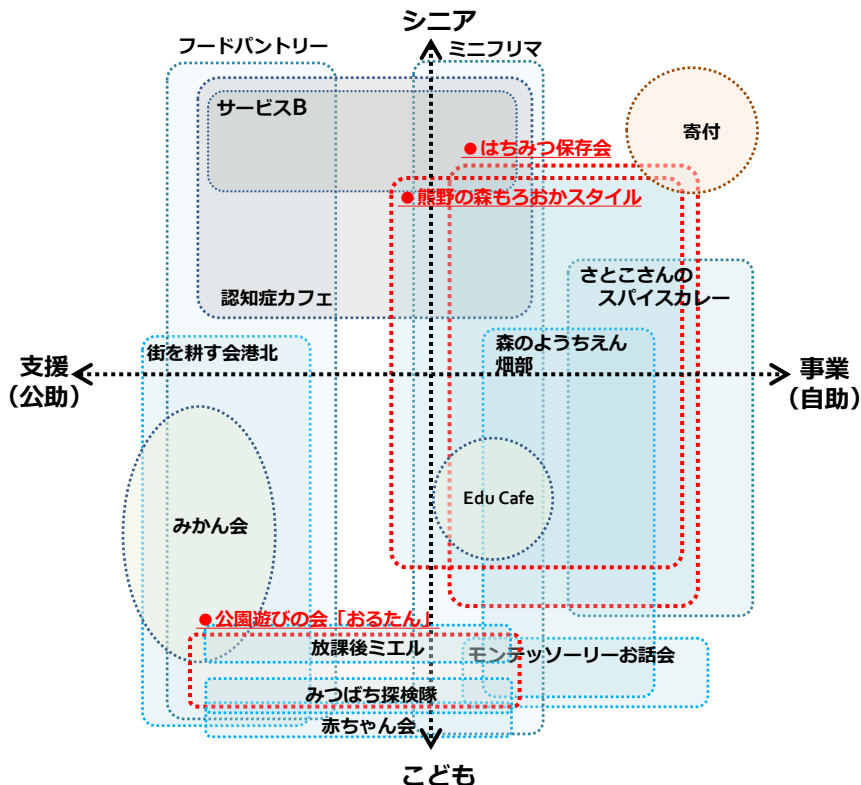 シニア
フードパントリー
ミニフリマ
サービスB
寄付
●はちみつ保存会
●熊野の森もろおかスタイル
さとこさんの
スパイスカレー
認知症カフェ
街を耕す会港北
森のようちえん
畑部
支援
(公助)
事業
(自助)
Edu Cafe
みかん会
●公園遊びの会「おるたん」
放課後ミエル
モンテッソーリーお話会
みつばち探検隊
赤ちゃん会
こども